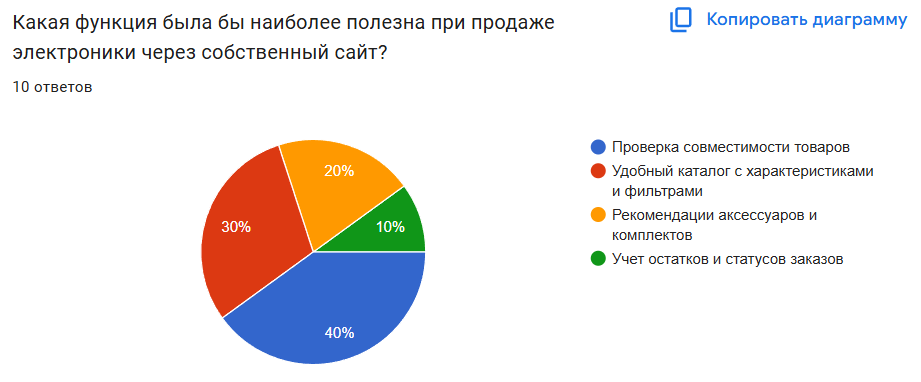 Какая функция была бы наиболее полезна при продаже
электроники через собственный сайт?
Копировать диаграмму
10 ответов
20%
30%
10%
40%
Проверка совместимости товаров
Удобный каталог с характеристиками
и фильтрами
Рекомендации аксессуаров и
комплектов
Учет остатков и статусов заказов